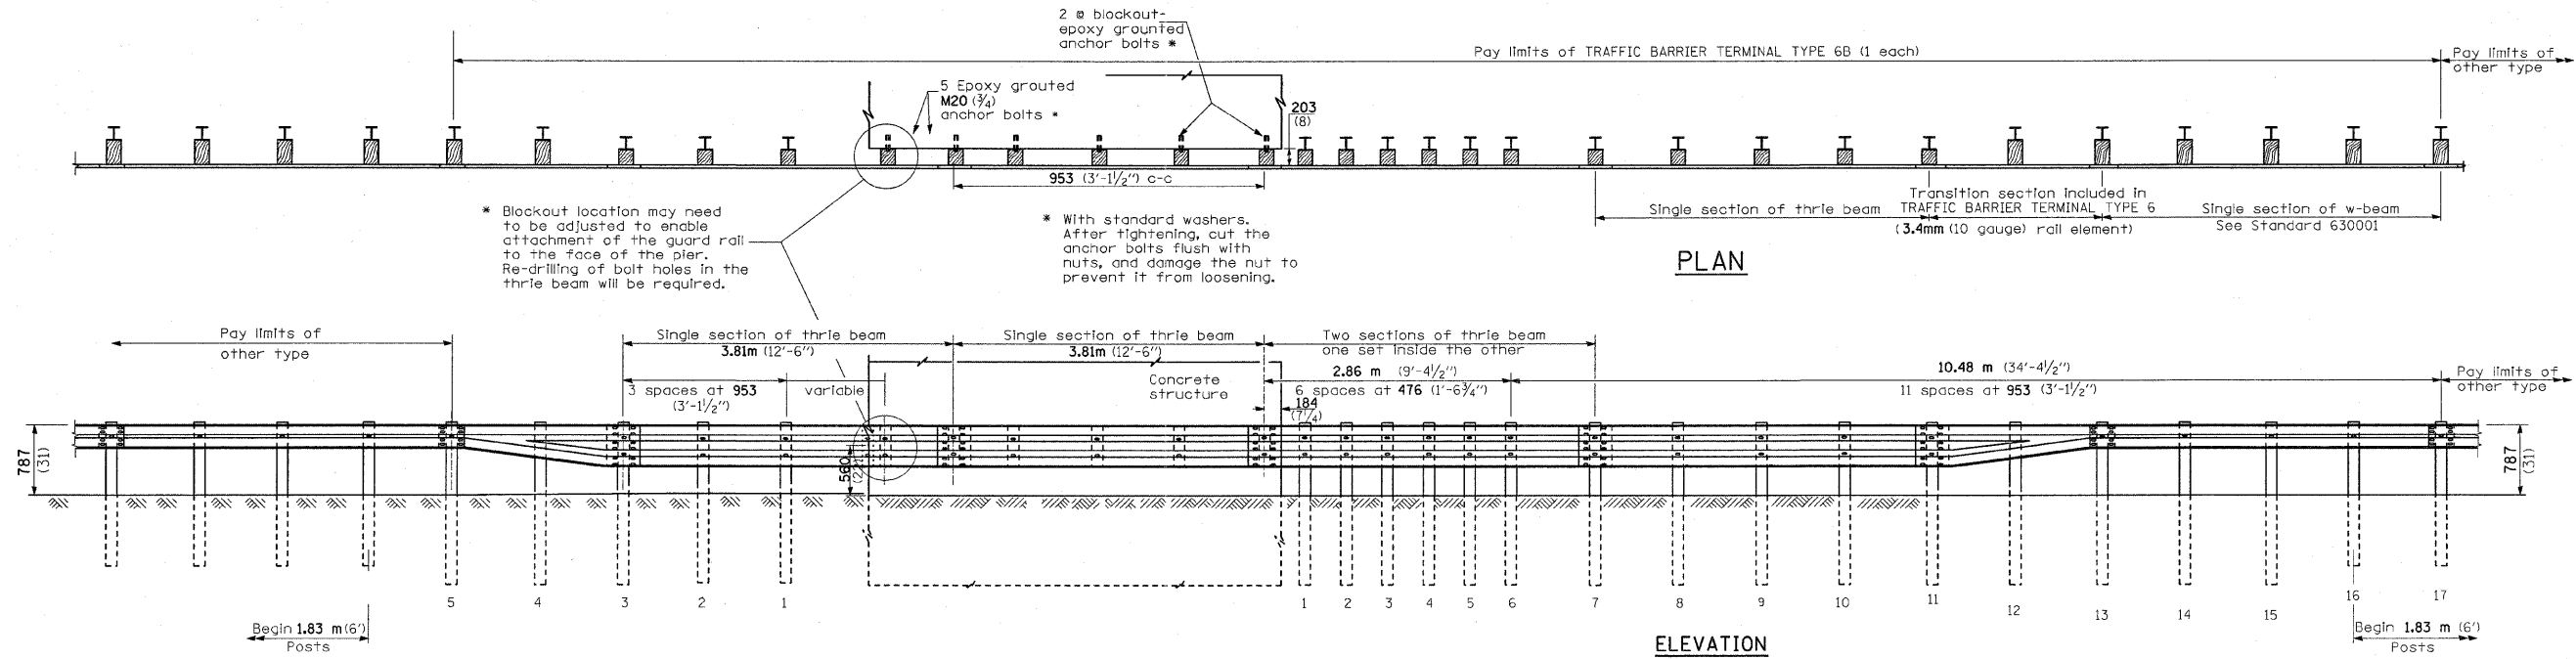 2 @ blockout-
epoxy grounted
anchor bolts *
Pay limits of TRAFFIC BARRIER TERMINAL TYPE 6B (1 each)
Pay limits of
other type
5 Epoxy grouted
M20 (3/4)
anchor bolts *
203
(8)
953 (3'-1 1/2") c-c
* Blockout location may need
to be adjusted to enable
attachment of the guard rail
to the face of the pier.
Re-drilling of bolt holes in the
thrie beam will be required.
* With standard washers.
After tightening, cut the
anchor bolts flush with
nuts, and damage the nut to
prevent it from loosening.
Single section of thrie beam
Transition section included in
TRAFFIC BARRIER TERMINAL TYPE 6
(3.4mm (10 gauge) rail element)
Single section of w-beam
See Standard 630001
PLAN
Pay limits of
other type
Single section of thrie beam
3.81m (12'-6")
Single section of thrie beam
3.81m (12'-6")
Two sections of thrie beam
one set inside the other
3 spaces at 953
(3'-1 1/2")
variable
Concrete
structure
2.86 m (9'-4 1/2")
6 spaces at 476 (1'-6 3/4")
184
(7 1/4)
10.48 m (34'-4 1/2")
11 spaces at 953 (3'-1 1/2")
Pay limits of
other type
787
(31)
560
(22)
787
(31)
5 4 3 2 1 1 2 3 4 5 6 7 8 9 10 11 12 13 14 15 16 17
Begin 1.83 m (6')
Posts
Begin 1.83 m (6')
Posts
ELEVATION